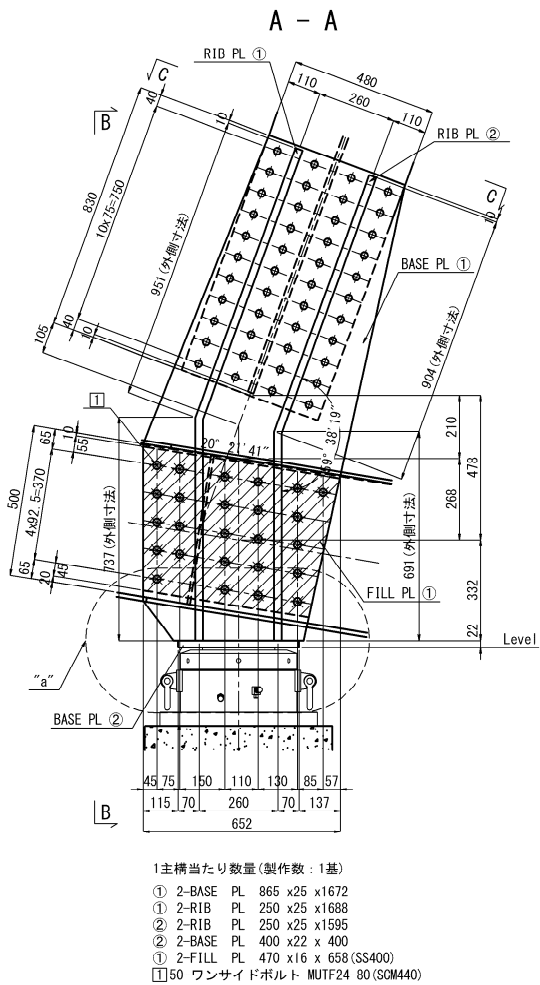 A － A
RIB PL ①
480
110
260
110
RIB PL ②
C
B
40
10
C
10
830
10x75=750
951(外側寸法)
BASE PL ①
904(外側寸法)
40
10
105
1
20° 21' 41"
59° 38' 19"
210
478
268
65
10
55
500
4x92.5=370
737(外側寸法)
691(外側寸法)
FILL PL ①
332
65
20
45
22
Level
"a"
BASE PL ②
45
75
150
110
130
85
57
115
70
260
70
137
B
652
1主横当たり数量(製作数：1基)
① 2-BASE PL 865 x25 x1672
① 2-RIB PL 250 x25 x1688
② 2-RIB PL 250 x25 x1595
② 2-BASE PL 400 x22 x 400
① 2-FILL PL 470 x16 x 658(SS400)
1 50 ワンサイドボルト MUTF24 80(SCM440)